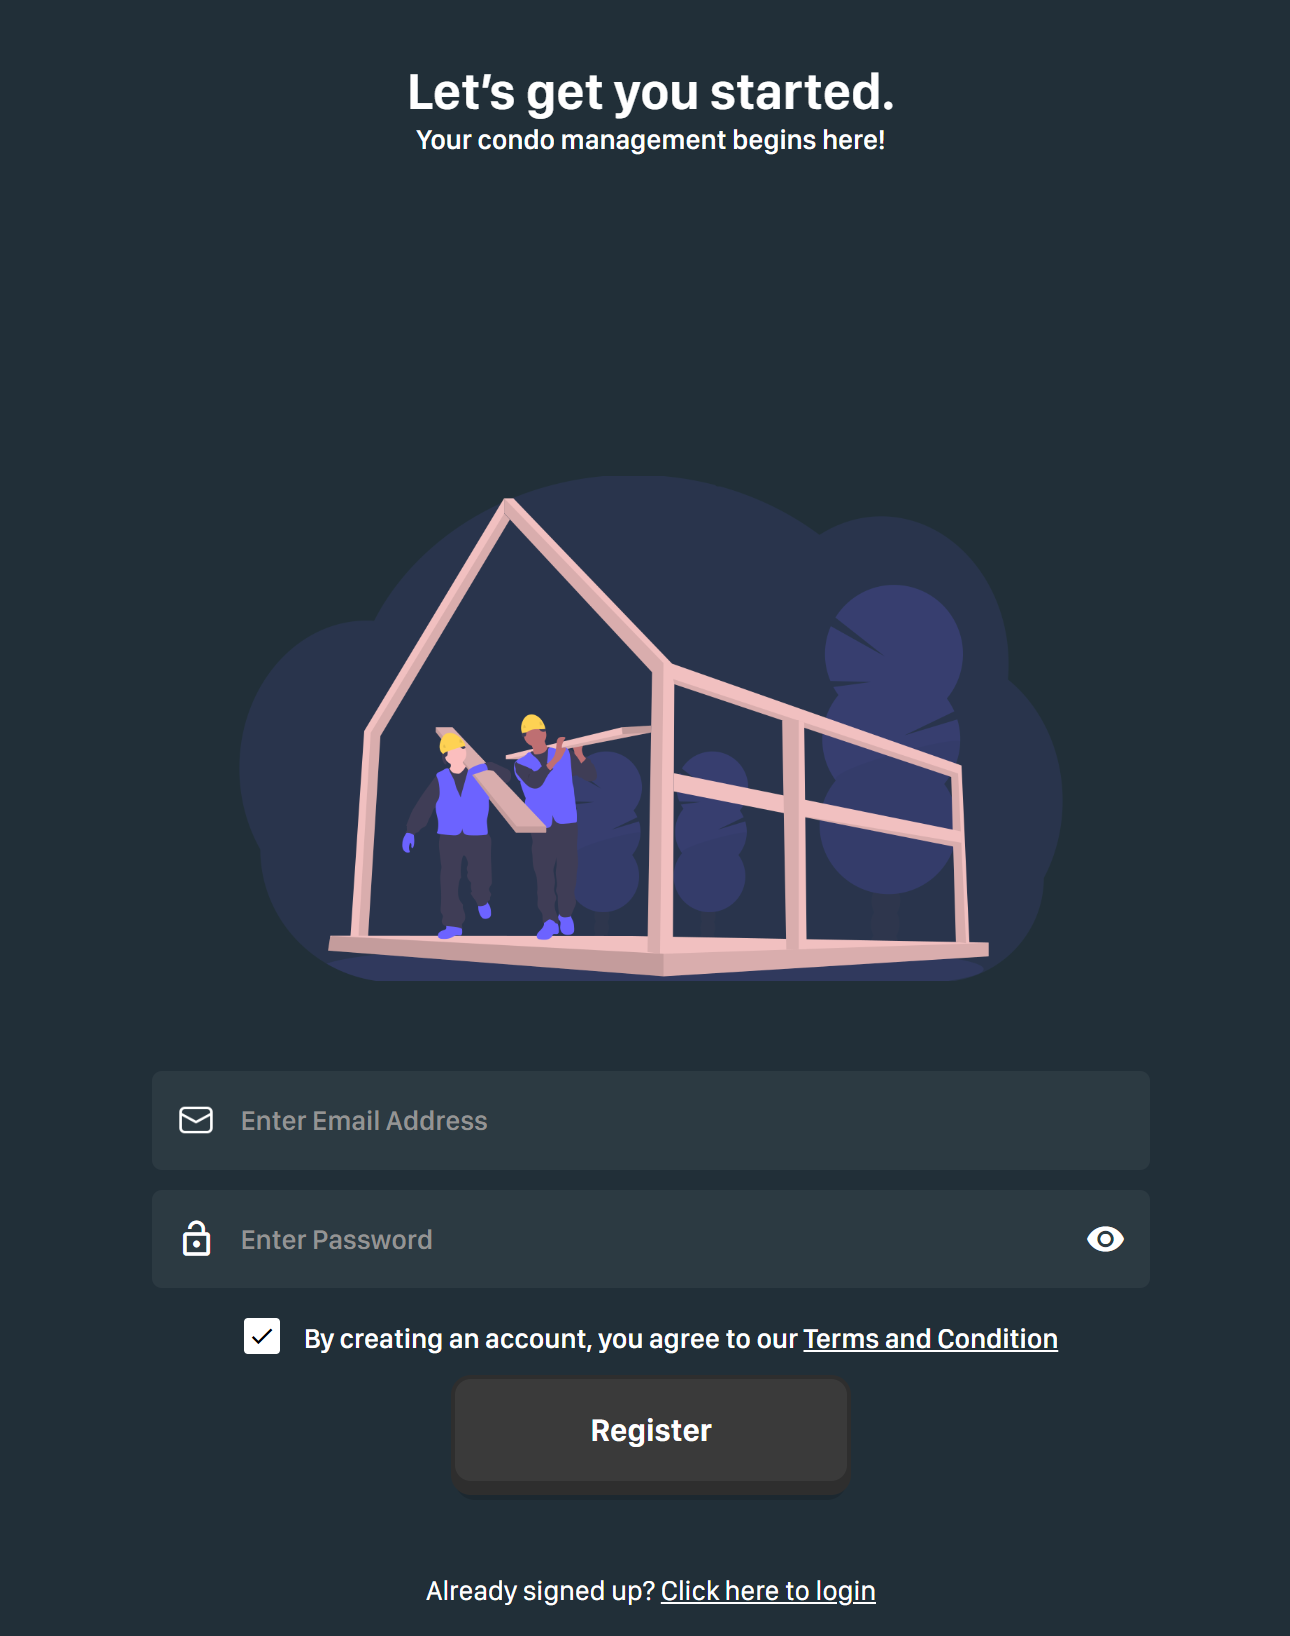 Let’s get you started.
Your condo management begins here!
Enter Email Address
Enter Password
By creating an account, you agree to our Terms and Condition
Register
Already signed up? Click here to login